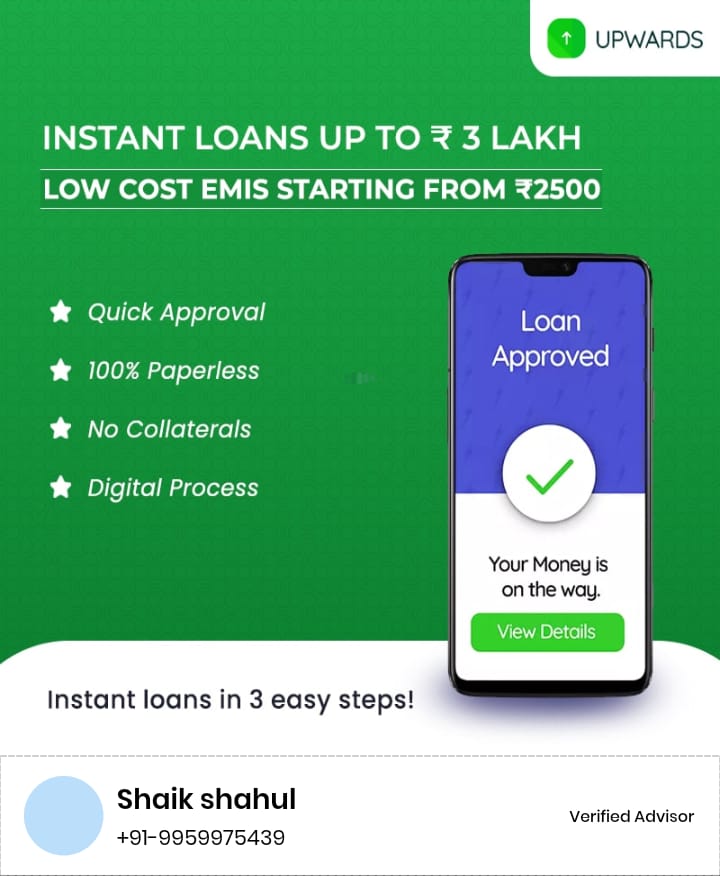 UPWARDS
INSTANT LOANS UP TO ₹ 3 LAKH
LOW COST EMIS STARTING FROM ₹2500
Quick Approval
100% Paperless
No Collaterals
Digital Process
Loan
Approved
Your Money is
on the way.
View Details
Instant loans in 3 easy steps!
Shaik shahul
+91-9959975439
Verified Advisor